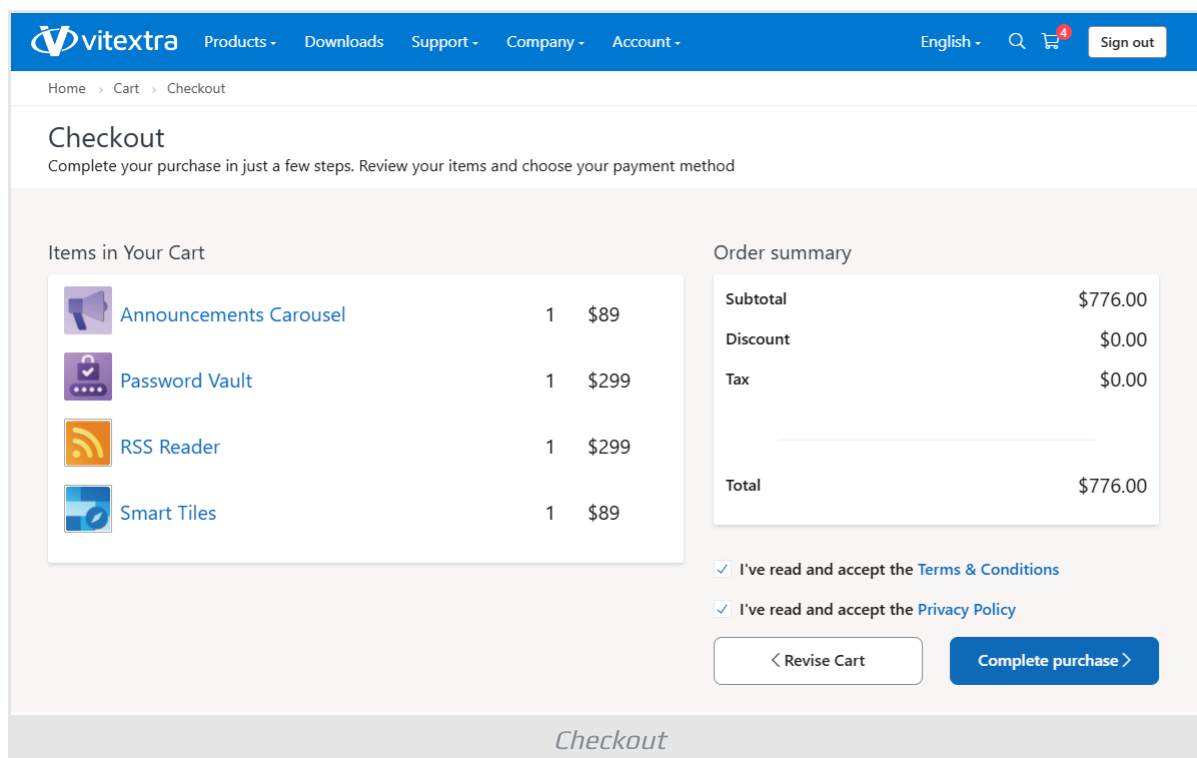 vitextra Products Downloads Support Company Account English 4 Sign out
Home › Cart › Checkout
Checkout
Complete your purchase in just a few steps. Review your items and choose your payment method
Items in Your Cart
Announcements Carousel 1 $89
Password Vault 1 $299
RSS Reader 1 $299
Smart Tiles 1 $89
Order summary
Subtotal $776.00
Discount $0.00
Tax $0.00
Total $776.00
I've read and accept the Terms & Conditions
I've read and accept the Privacy Policy
Revise Cart Complete purchase
Checkout